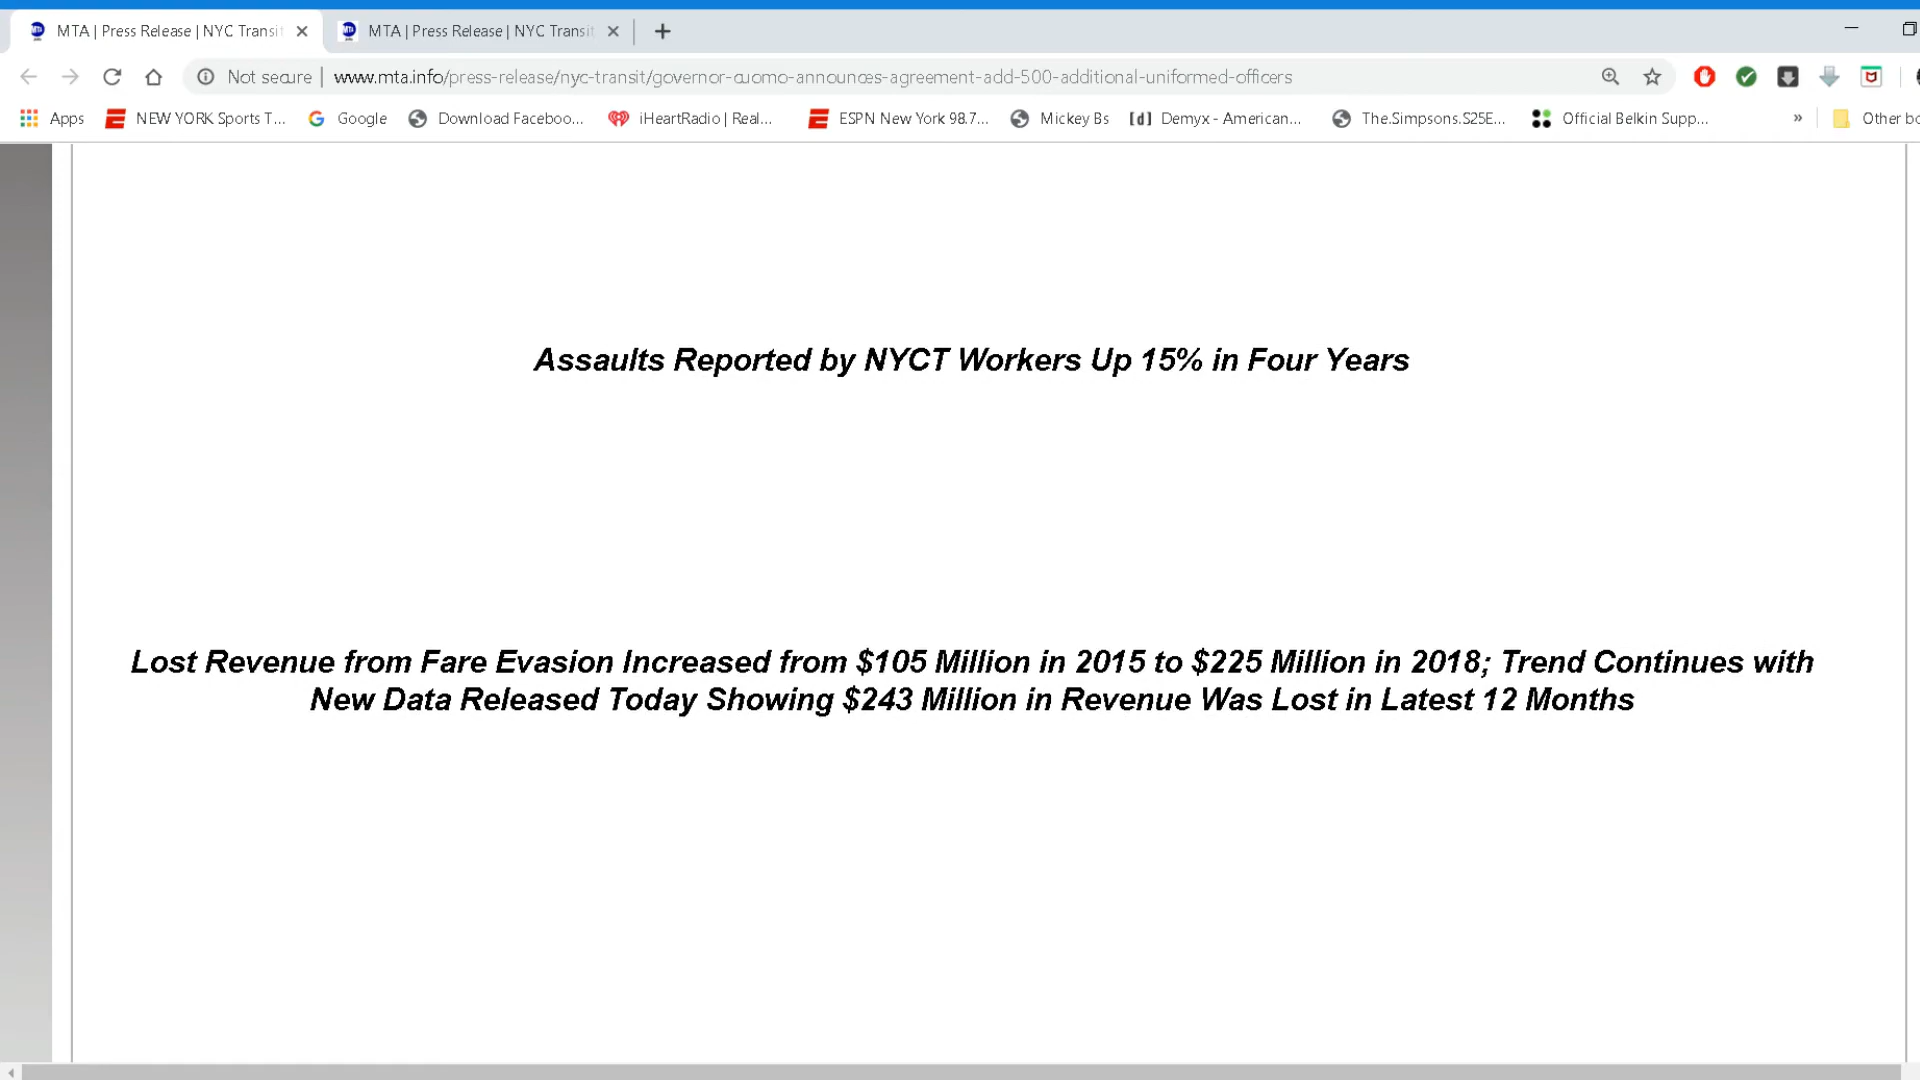 MTA | Press Release | NYC Transi
MTA | Press Release | NYC Transi
Not secure | www.mta.info/press-release/nyc-transit/governor-cuomo-announces-agreement-add-500-additional-uniformed-officers
Apps NEW YORK Sports T... Google Download Faceboo... iHeartRadio | Real... ESPN New York 98.7... Mickey Bs [d] Demyx - American... The.Simpsons.S25E... Official Belkin Supp... » Other bo
Assaults Reported by NYCT Workers Up 15% in Four Years
Lost Revenue from Fare Evasion Increased from $105 Million in 2015 to $225 Million in 2018; Trend Continues with
New Data Released Today Showing $243 Million in Revenue Was Lost in Latest 12 Months